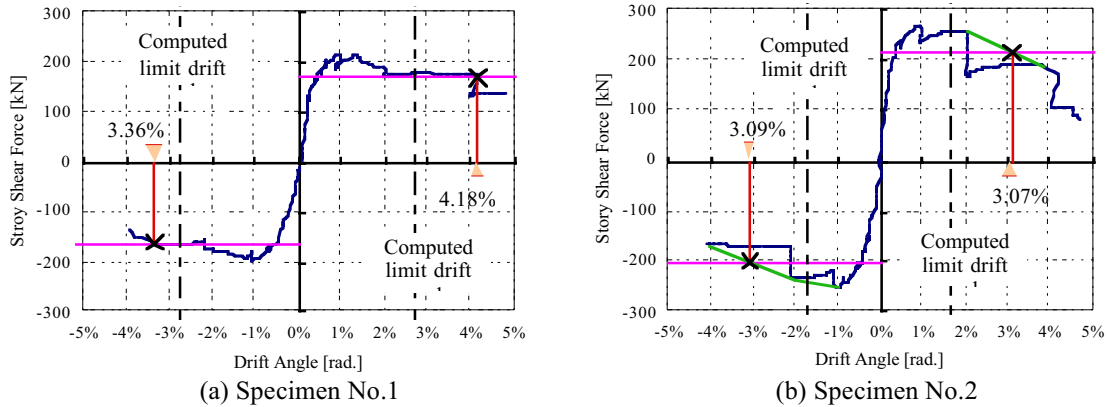 Stroy Shear Force [kN]
300
200
100
0
-100
-200
-300
Computed
limit drift
3.36%
4.18%
Computed
limit drift
-5% -4% -3% -2% -1% 0% 1% 2% 3% 4% 5%
Drift Angle [rad.]
(a) Specimen No.1
Story Shear Force [kN]
300
200
100
0
-100
-200
-300
Computed
limit drift
3.09%
3.07%
Computed
limit drift
-5% -4% -3% -2% -1% 0% 1% 2% 3% 4% 5%
Drift Angle [rad.]
(b) Specimen No.2